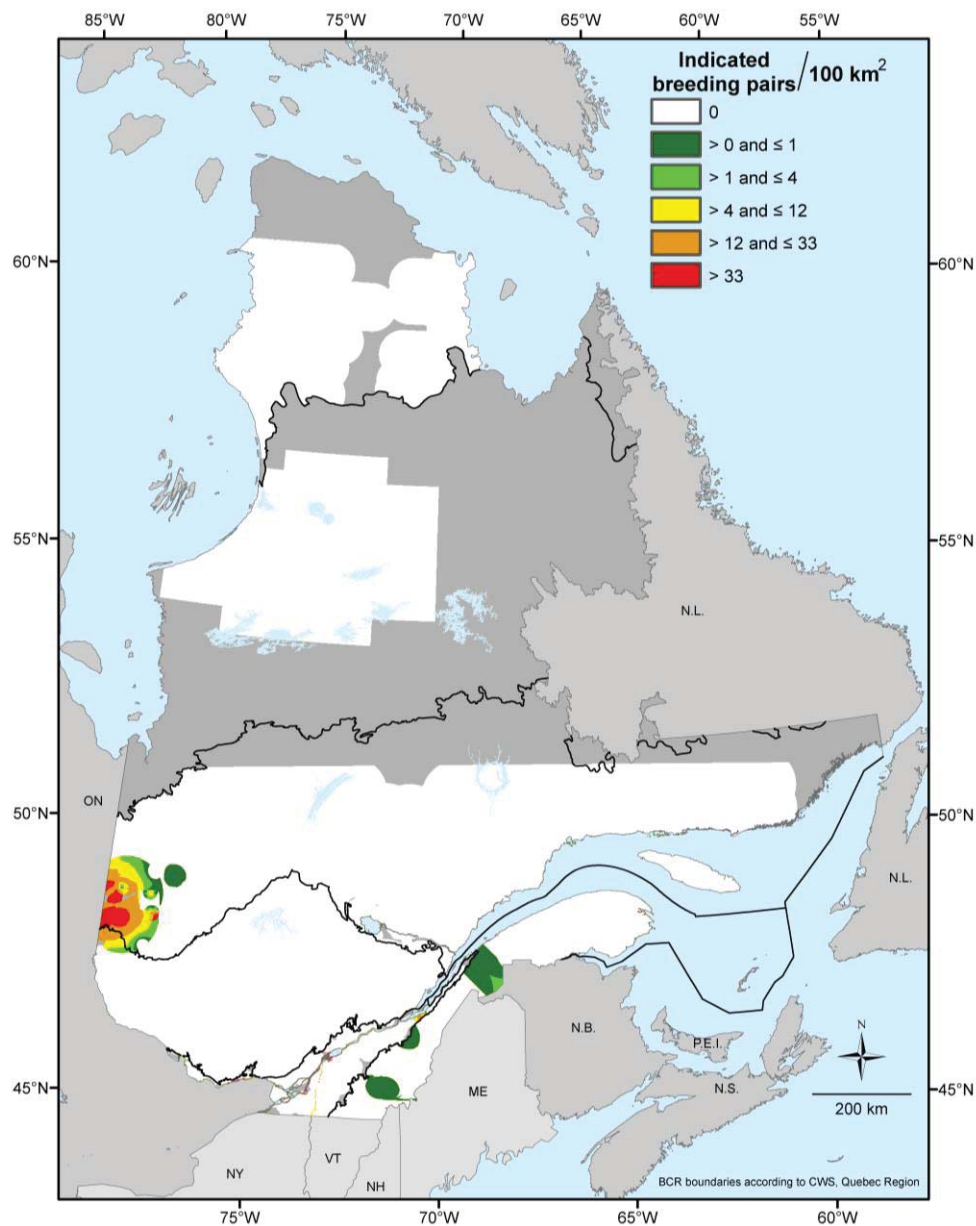 85°W 80°W 75°W 70°W 65°W 60°W 55°W
Indicated
breeding pairs/100 km²
0
> 0 and ≤ 1
> 1 and ≤ 4
> 4 and ≤ 12
> 12 and ≤ 33
> 33
60°N 60°N
55°N 55°N
N.L.
ON
50°N 50°N
N.L.
N.B.
P.E.I.
N
45°N 45°N
ME
N.S.
200 km
NY
VT
NH
BCR boundaries according to CWS, Quebec Region
75°W 70°W 65°W 60°W